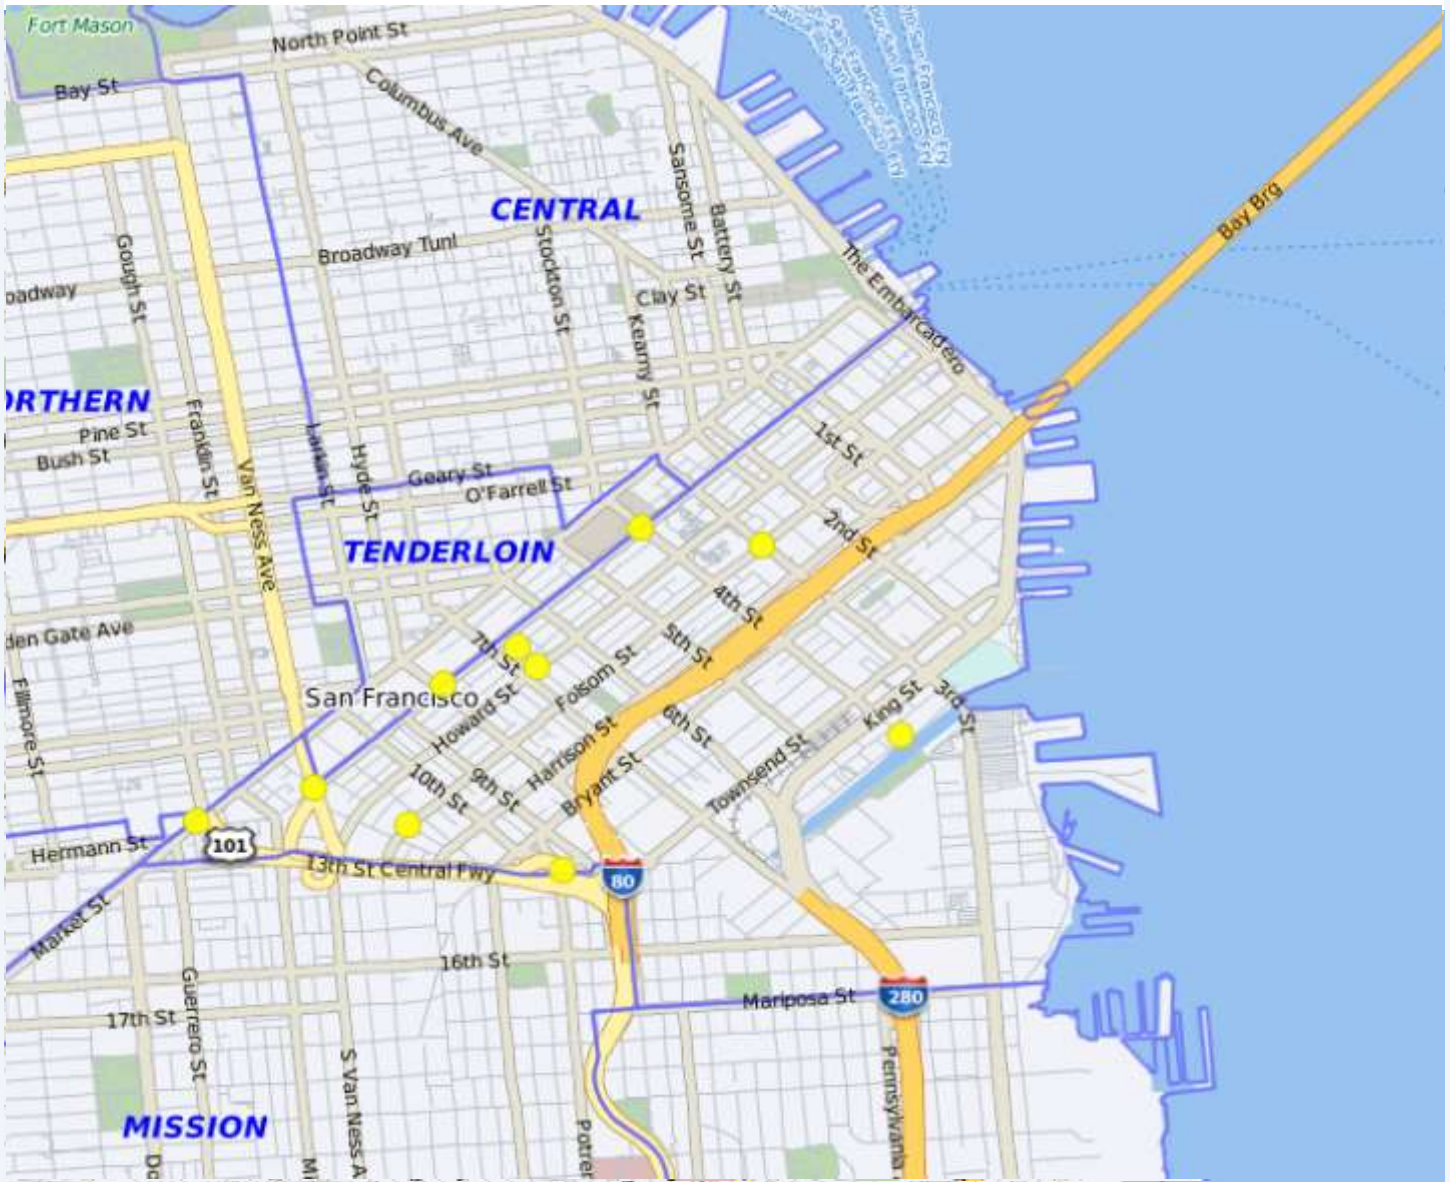 Fort Mason
North Point St
Bay St
Columbus Ave
Sansome St
CENTRAL
Battery St
Bay Brg
Stockton St
Broadway Tunl
Gough St
The Embarcadero
oadway
Clay St
Kearny St
ORTHERN
Franklin St
Pine St
Bush St
Larkin St
Hyde St
1st St
Geary St
O'Farrell St
Van Ness Ave
2nd St
TENDERLOIN
4th St
den Gate Ave
7th St
5th St
Folsom St
San Francisco
Howard St
King St
3rd St
Fillmore St
6th St
Harrison St
Townsend St
10th St
9th St
Bryant St
Hermann St
101
13th St Central Fwy
80
Market St
16th St
Guerrero St
Mariposa St
280
17th St
S Van Ness A
Pennsylvania
MISSION
Potrer
Do
Mi